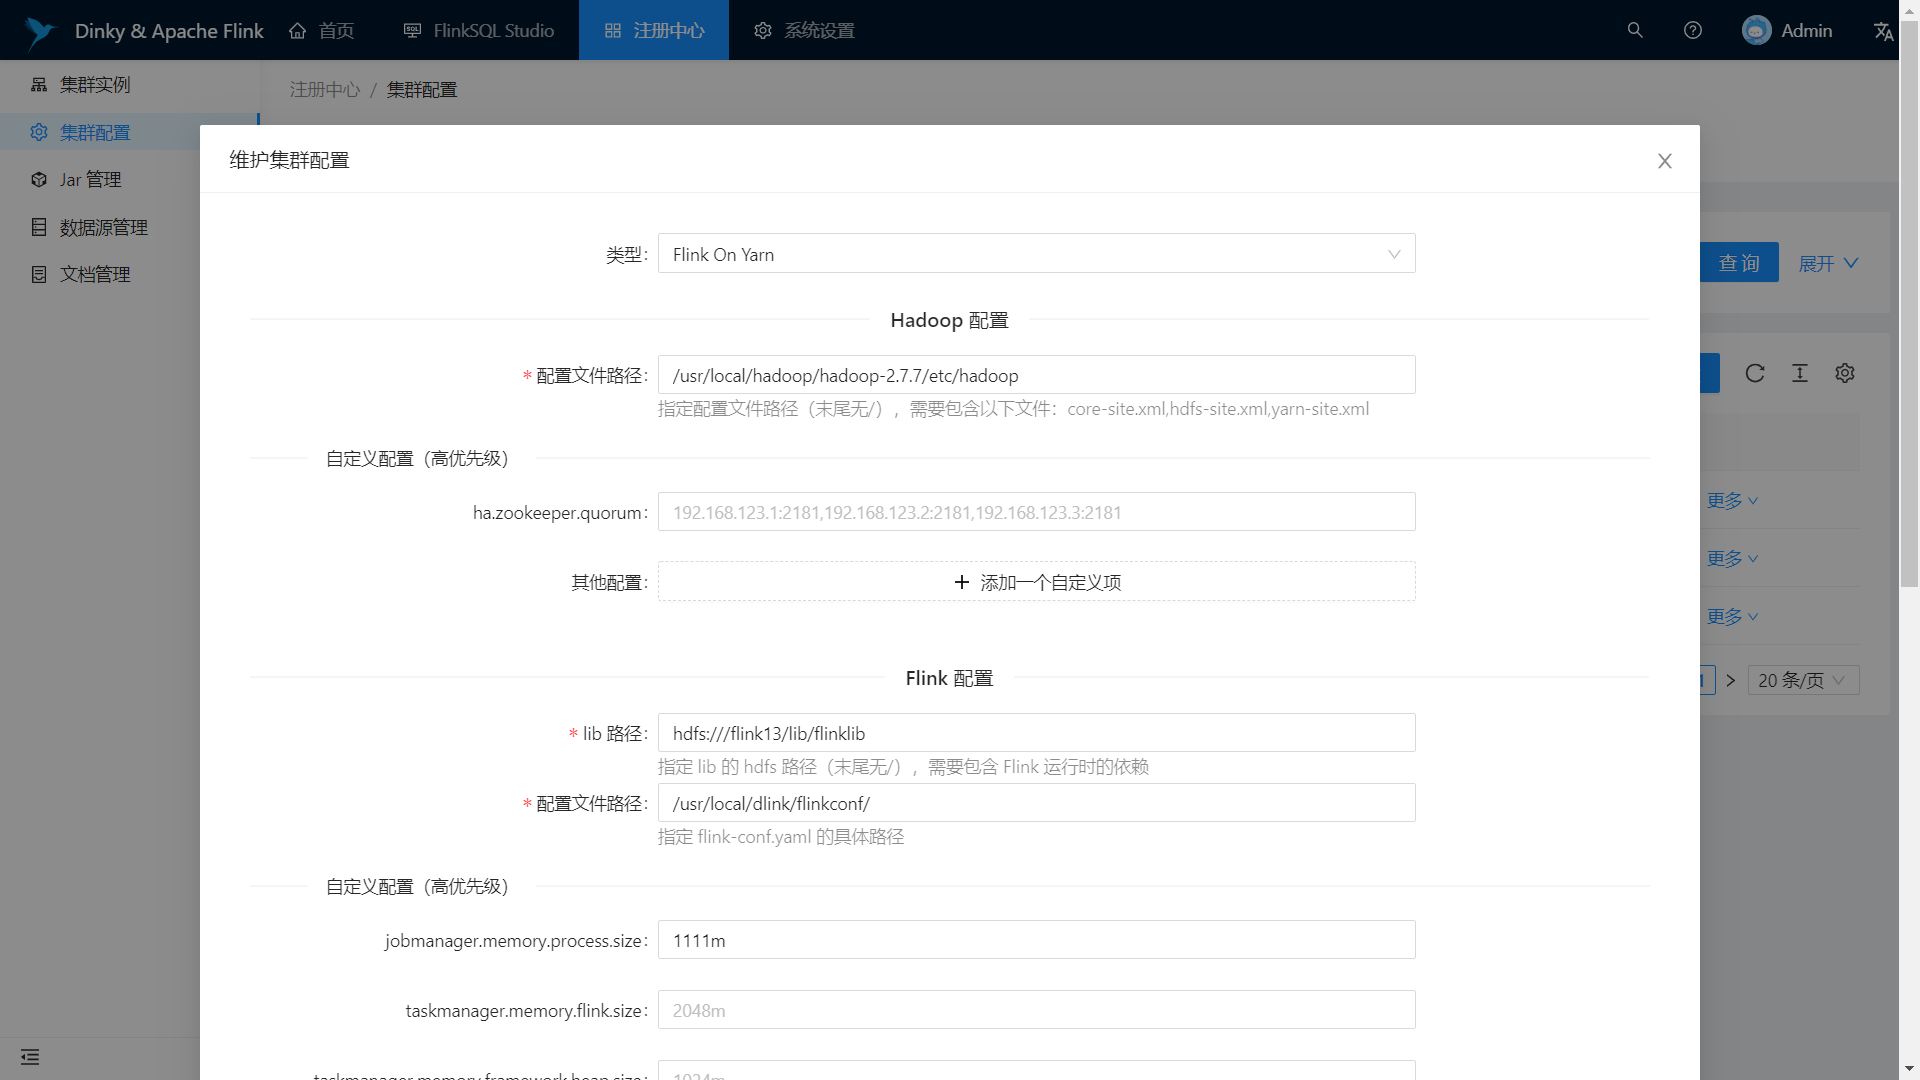 Dinky & Apache Flink 首页 FlinkSQL Studio 注册中心 系统设置 Admin
集群实例
注册中心 / 集群配置
集群配置
维护集群配置
Jar 管理
数据源管理
文档管理
类型: Flink On Yarn
查 询 展开
Hadoop 配置
* 配置文件路径: /usr/local/hadoop/hadoop-2.7.7/etc/hadoop
指定配置文件路径（末尾无/），需要包含以下文件：core-site.xml,hdfs-site.xml,yarn-site.xml
自定义配置（高优先级）
更多
ha.zookeeper.quorum: 192.168.123.1:2181,192.168.123.2:2181,192.168.123.3:2181
更多
其他配置: + 添加一个自定义项
更多
Flink 配置
20 条/页
* lib 路径: hdfs:///flink13/lib/flinklib
指定 lib 的 hdfs 路径（末尾无/），需要包含 Flink 运行时的依赖
* 配置文件路径: /usr/local/dlink/flinkconf/
指定 flink-conf.yaml 的具体路径
自定义配置（高优先级）
jobmanager.memory.process.size: 1111m
taskmanager.memory.flink.size: 2048m
taskmanager.memory.framework.heap.size: 1024m